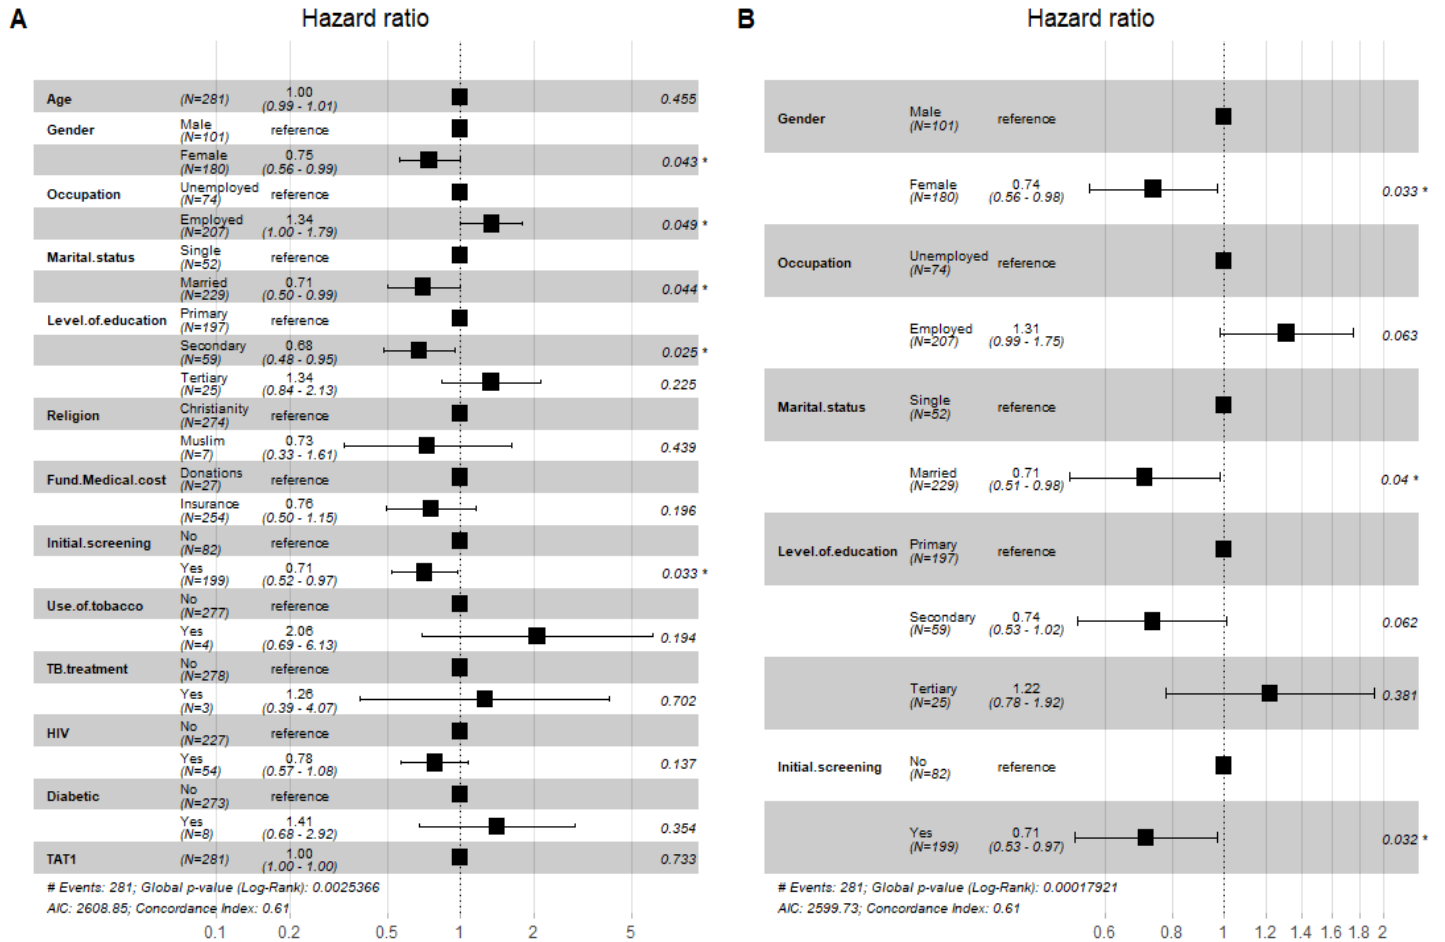 A
Hazard ratio
Age (N=281) 1.00 (0.99 - 1.01) 0.455
Gender Male (N=101) reference
Female (N=180) 0.75 (0.56 - 0.99) 0.043 *
Occupation Unemployed (N=74) reference
Employed (N=207) 1.34 (1.00 - 1.79) 0.049 *
Marital.status Single (N=52) reference
Married (N=229) 0.71 (0.50 - 0.99) 0.044 *
Level.of.education Primary (N=197) reference
Secondary (N=59) 0.68 (0.48 - 0.95) 0.025 *
Tertiary (N=25) 1.34 (0.84 - 2.13) 0.225
Religion Christianity (N=274) reference
Muslim (N=7) 0.73 (0.33 - 1.61) 0.439
Fund.Medical.cost Donations (N=27) reference
Insurance (N=254) 0.76 (0.50 - 1.15) 0.196
Initial.screening No (N=82) reference
Yes (N=199) 0.71 (0.52 - 0.97) 0.033 *
Use.of.tobacco No (N=277) reference
Yes (N=4) 2.06 (0.69 - 6.13) 0.194
TB.treatment No (N=278) reference
Yes (N=3) 1.26 (0.39 - 4.07) 0.702
HIV No (N=227) reference
Yes (N=54) 0.78 (0.57 - 1.08) 0.137
Diabetic No (N=273) reference
Yes (N=8) 1.41 (0.68 - 2.92) 0.354
TAT1 (N=281) 1.00 (1.00 - 1.00) 0.733
# Events: 281; Global p-value (Log-Rank): 0.0025366
AIC: 2608.85; Concordance Index: 0.61
0.1 0.2 0.5 1 2 5
B
Hazard ratio
Gender Male (N=101) reference
Female (N=180) 0.74 (0.56 - 0.98) 0.033 *
Occupation Unemployed (N=74) reference
Employed (N=207) 1.31 (0.99 - 1.75) 0.063
Marital.status Single (N=52) reference
Married (N=229) 0.71 (0.51 - 0.98) 0.04 *
Level.of.education Primary (N=197) reference
Secondary (N=59) 0.74 (0.53 - 1.02) 0.062
Tertiary (N=25) 1.22 (0.78 - 1.92) 0.381
Initial.screening No (N=82) reference
Yes (N=199) 0.71 (0.53 - 0.97) 0.032 *
# Events: 281; Global p-value (Log-Rank): 0.00017921
AIC: 2599.73; Concordance Index: 0.61
0.6 0.8 1 1.2 1.4 1.6 1.8 2